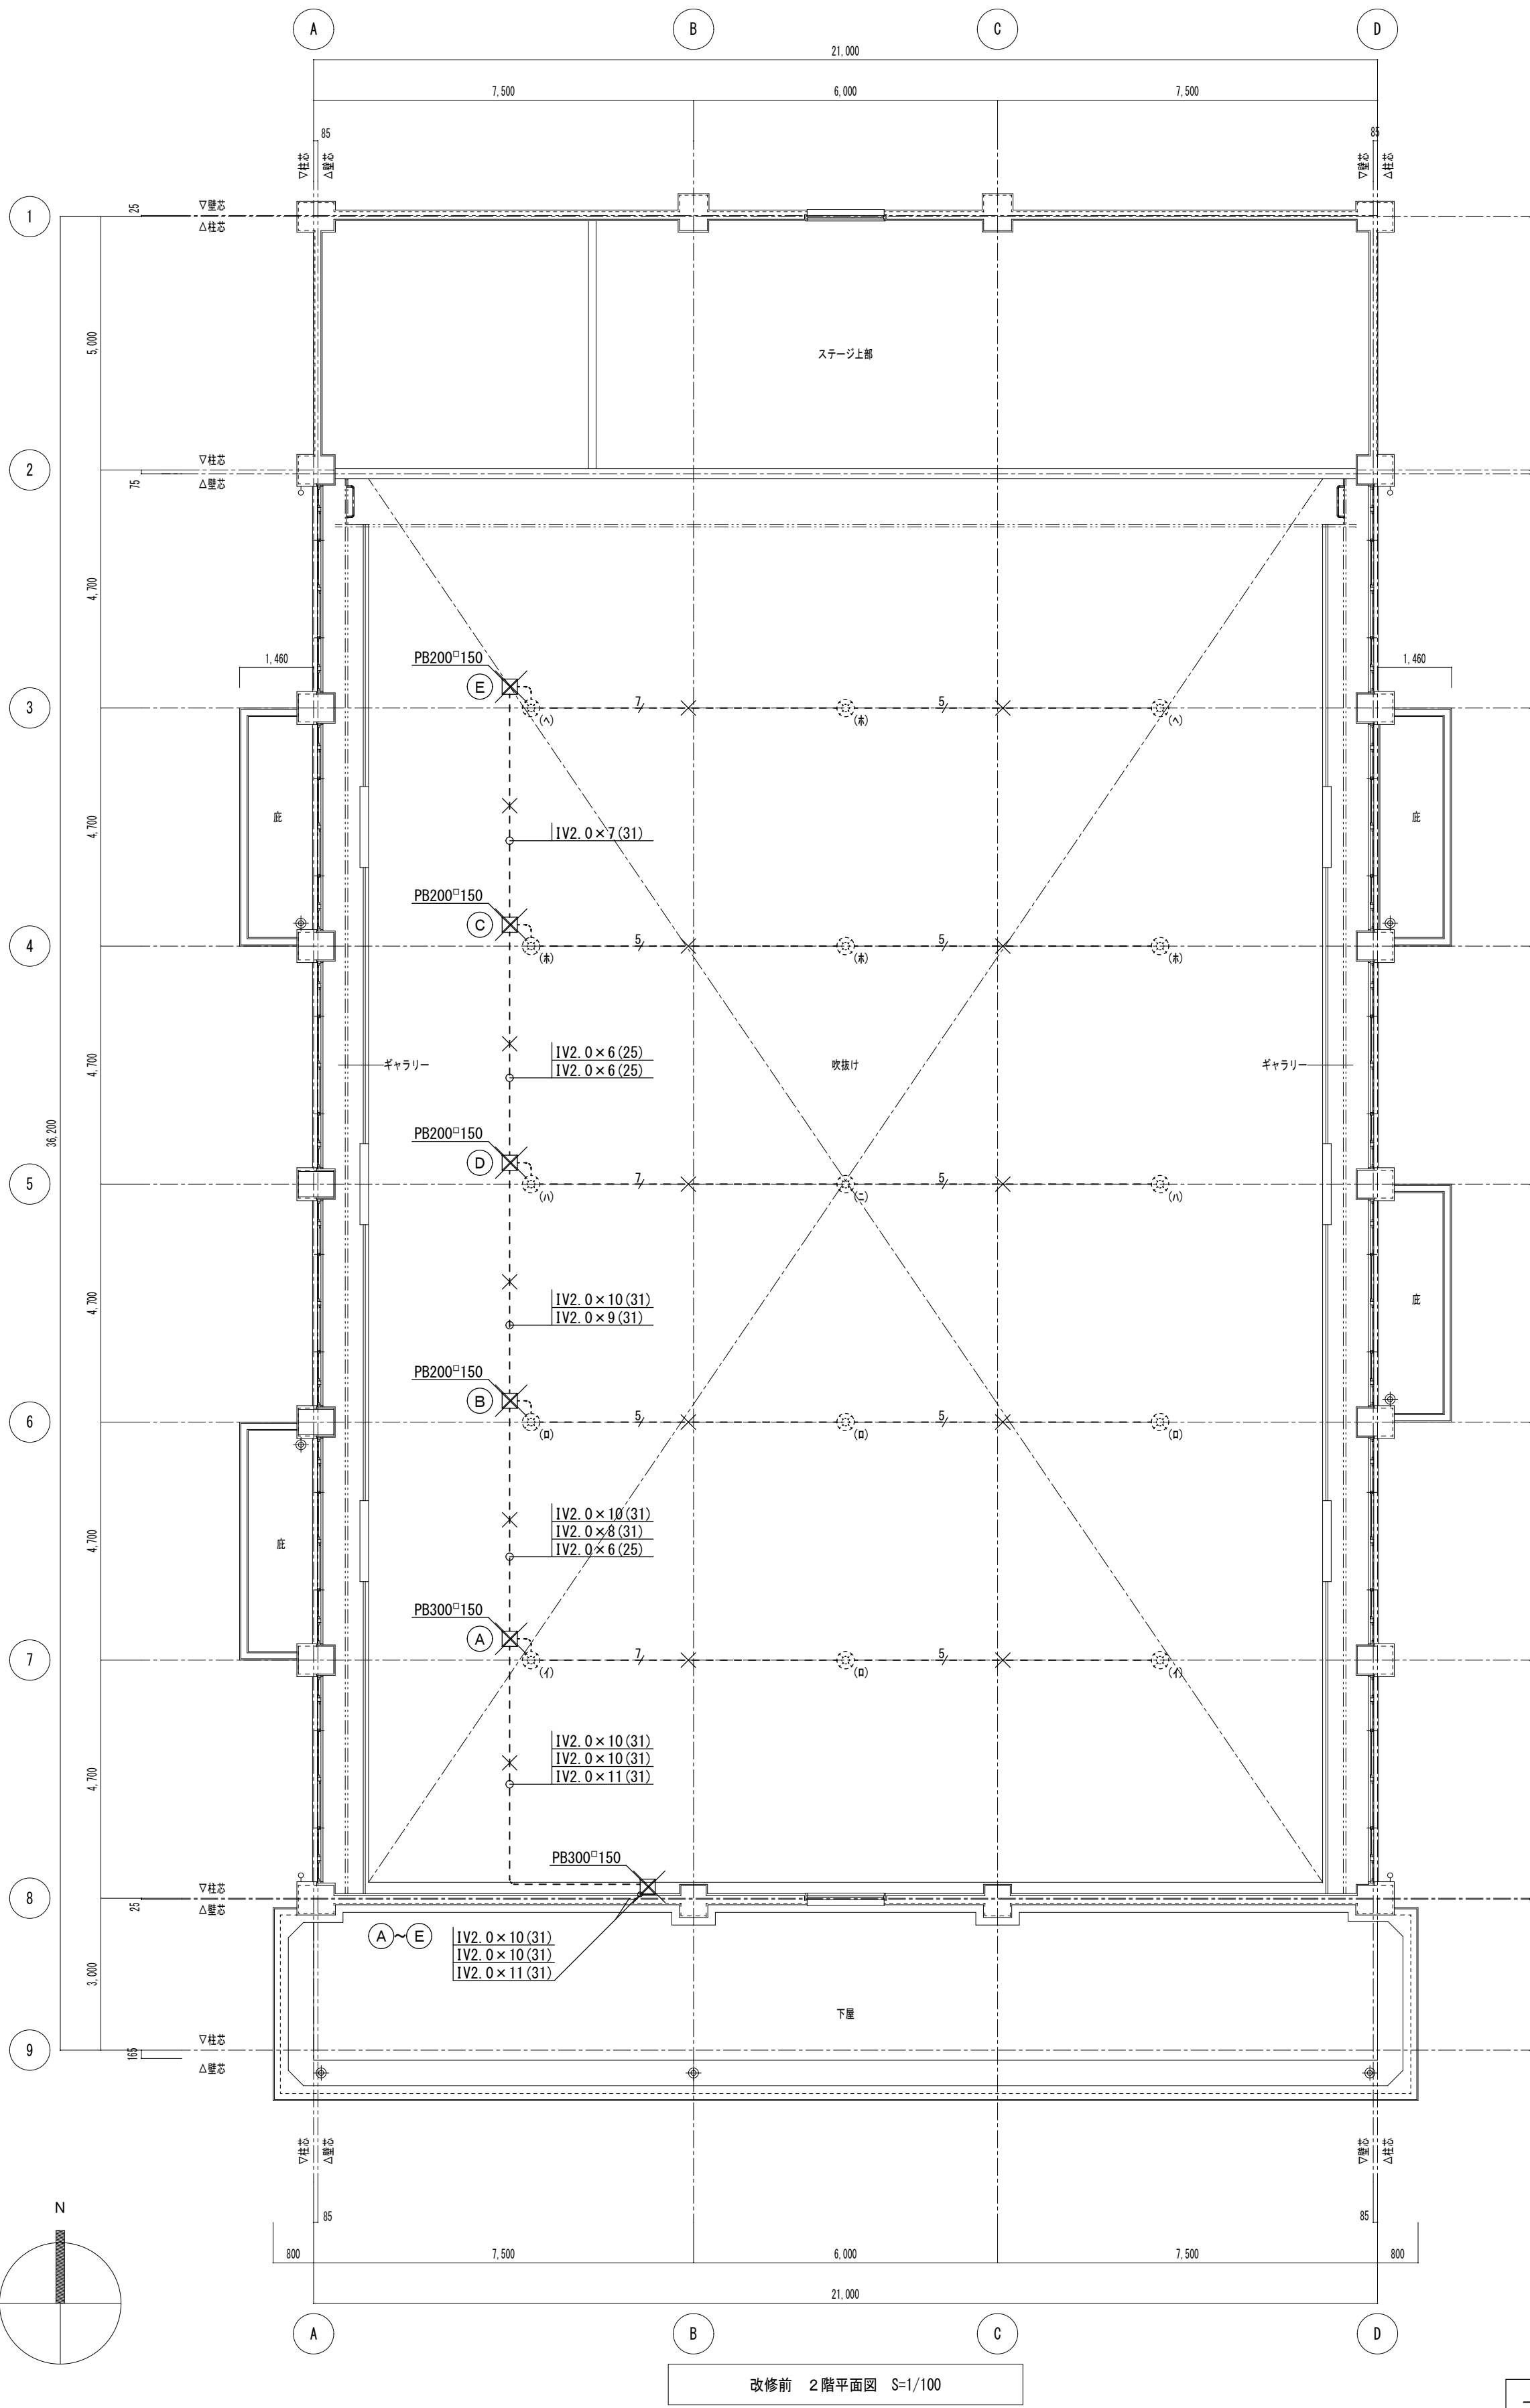 A B C D
21,000
7,500 6,000 7,500
85 85
▽柱芯 △壁芯 ▽壁芯 △柱芯
1
25
▽壁芯
△柱芯
5,000
ステージ上部
2
75
▽柱芯
△壁芯
4,700
1,460 1,460
PB200□150
E
3
7 5
(ヘ) (ホ) (ヘ)
4,700
庇 庇
IV2.0×7(31)
PB200□150
C
4
5 5
(ホ) (ホ) (ホ)
36,200
4,700
IV2.0×6(25)
IV2.0×6(25)
ギャラリー 吹抜け ギャラリー
PB200□150
D
5
7 5
(ハ) (ニ) (ハ)
4,700
IV2.0×10(31)
IV2.0×9(31)
庇
PB200□150
B
6
5 5
(ロ) (ロ) (ロ)
4,700
庇
IV2.0×10(31)
IV2.0×8(31)
IV2.0×6(25)
PB300□150
A
7
7 5
(イ) (ロ) (イ)
4,700
IV2.0×10(31)
IV2.0×10(31)
IV2.0×11(31)
PB300□150
8
25
▽柱芯
△壁芯
A~E
IV2.0×10(31)
IV2.0×10(31)
IV2.0×11(31)
3,000
下屋
9
165
▽柱芯
△壁芯
▽柱芯 △壁芯 ▽壁芯 △柱芯
N
85 85
800 7,500 6,000 7,500 800
21,000
A B C D
改修前 2階平面図 S=1/100